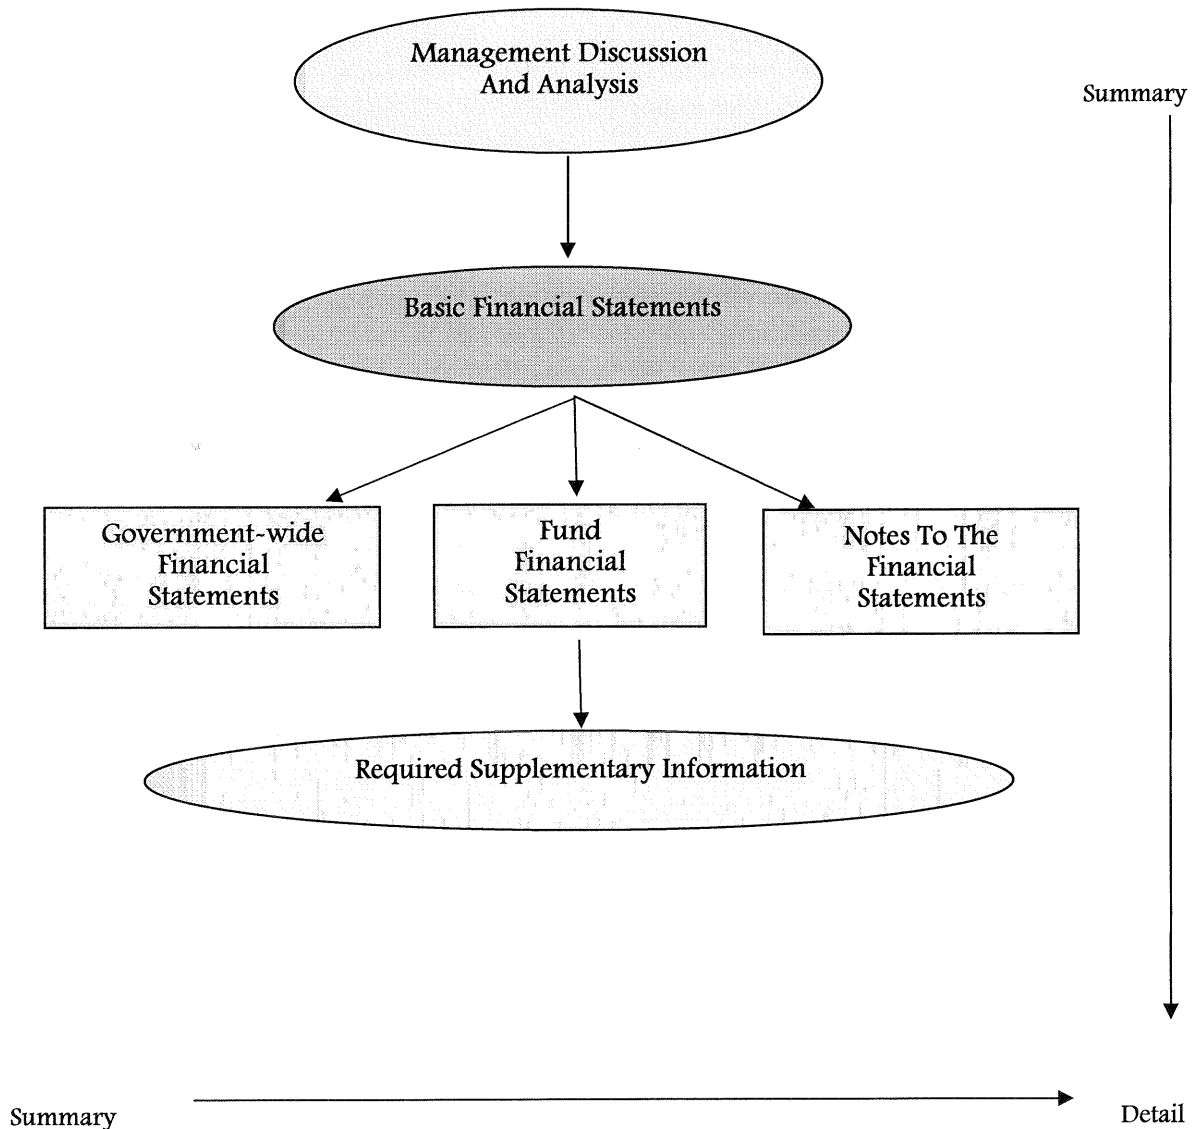 Management Discussion
And Analysis
Summary
Basic Financial Statements
Government-wide
Financial
Statements
Fund
Financial
Statements
Notes To The
Financial
Statements
Required Supplementary Information
Summary
Detail